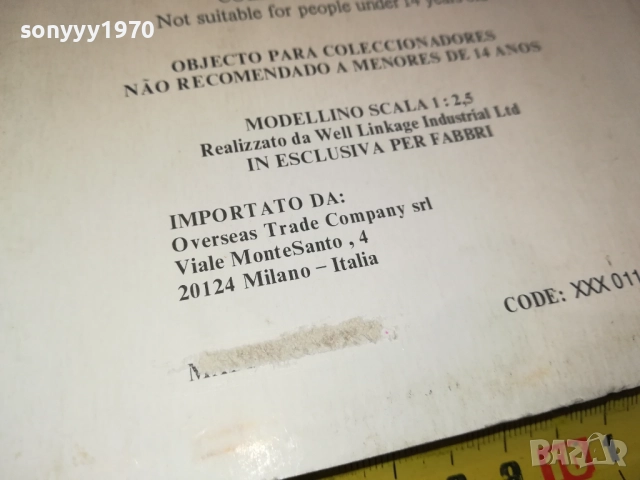 sonyyy1970
Not suitable for people under 14 years
OBJECTO PARA COLECCIONADORES
NÃO RECOMENDADO A MENORES DE 14 ANOS
MODELLINO SCALA 1 : 2,5
Realizzato da Well Linkage Industrial Ltd
IN ESCLUSIVA PER FABBRI
IMPORTATO DA:
Overseas Trade Company srl
Viale MonteSanto , 4
20124 Milano – Italia
CODE: XXX 011
BAZAR